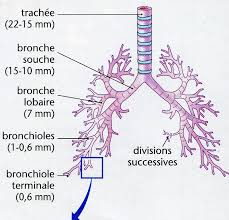 trachée
(22-15 mm)
bronche
souche
(15-10 mm)
bronche
lobaire
(7 mm)
bronchioles
(1-0,6 mm)
bronchiole
terminale
(0,6 mm)
divisions
successives